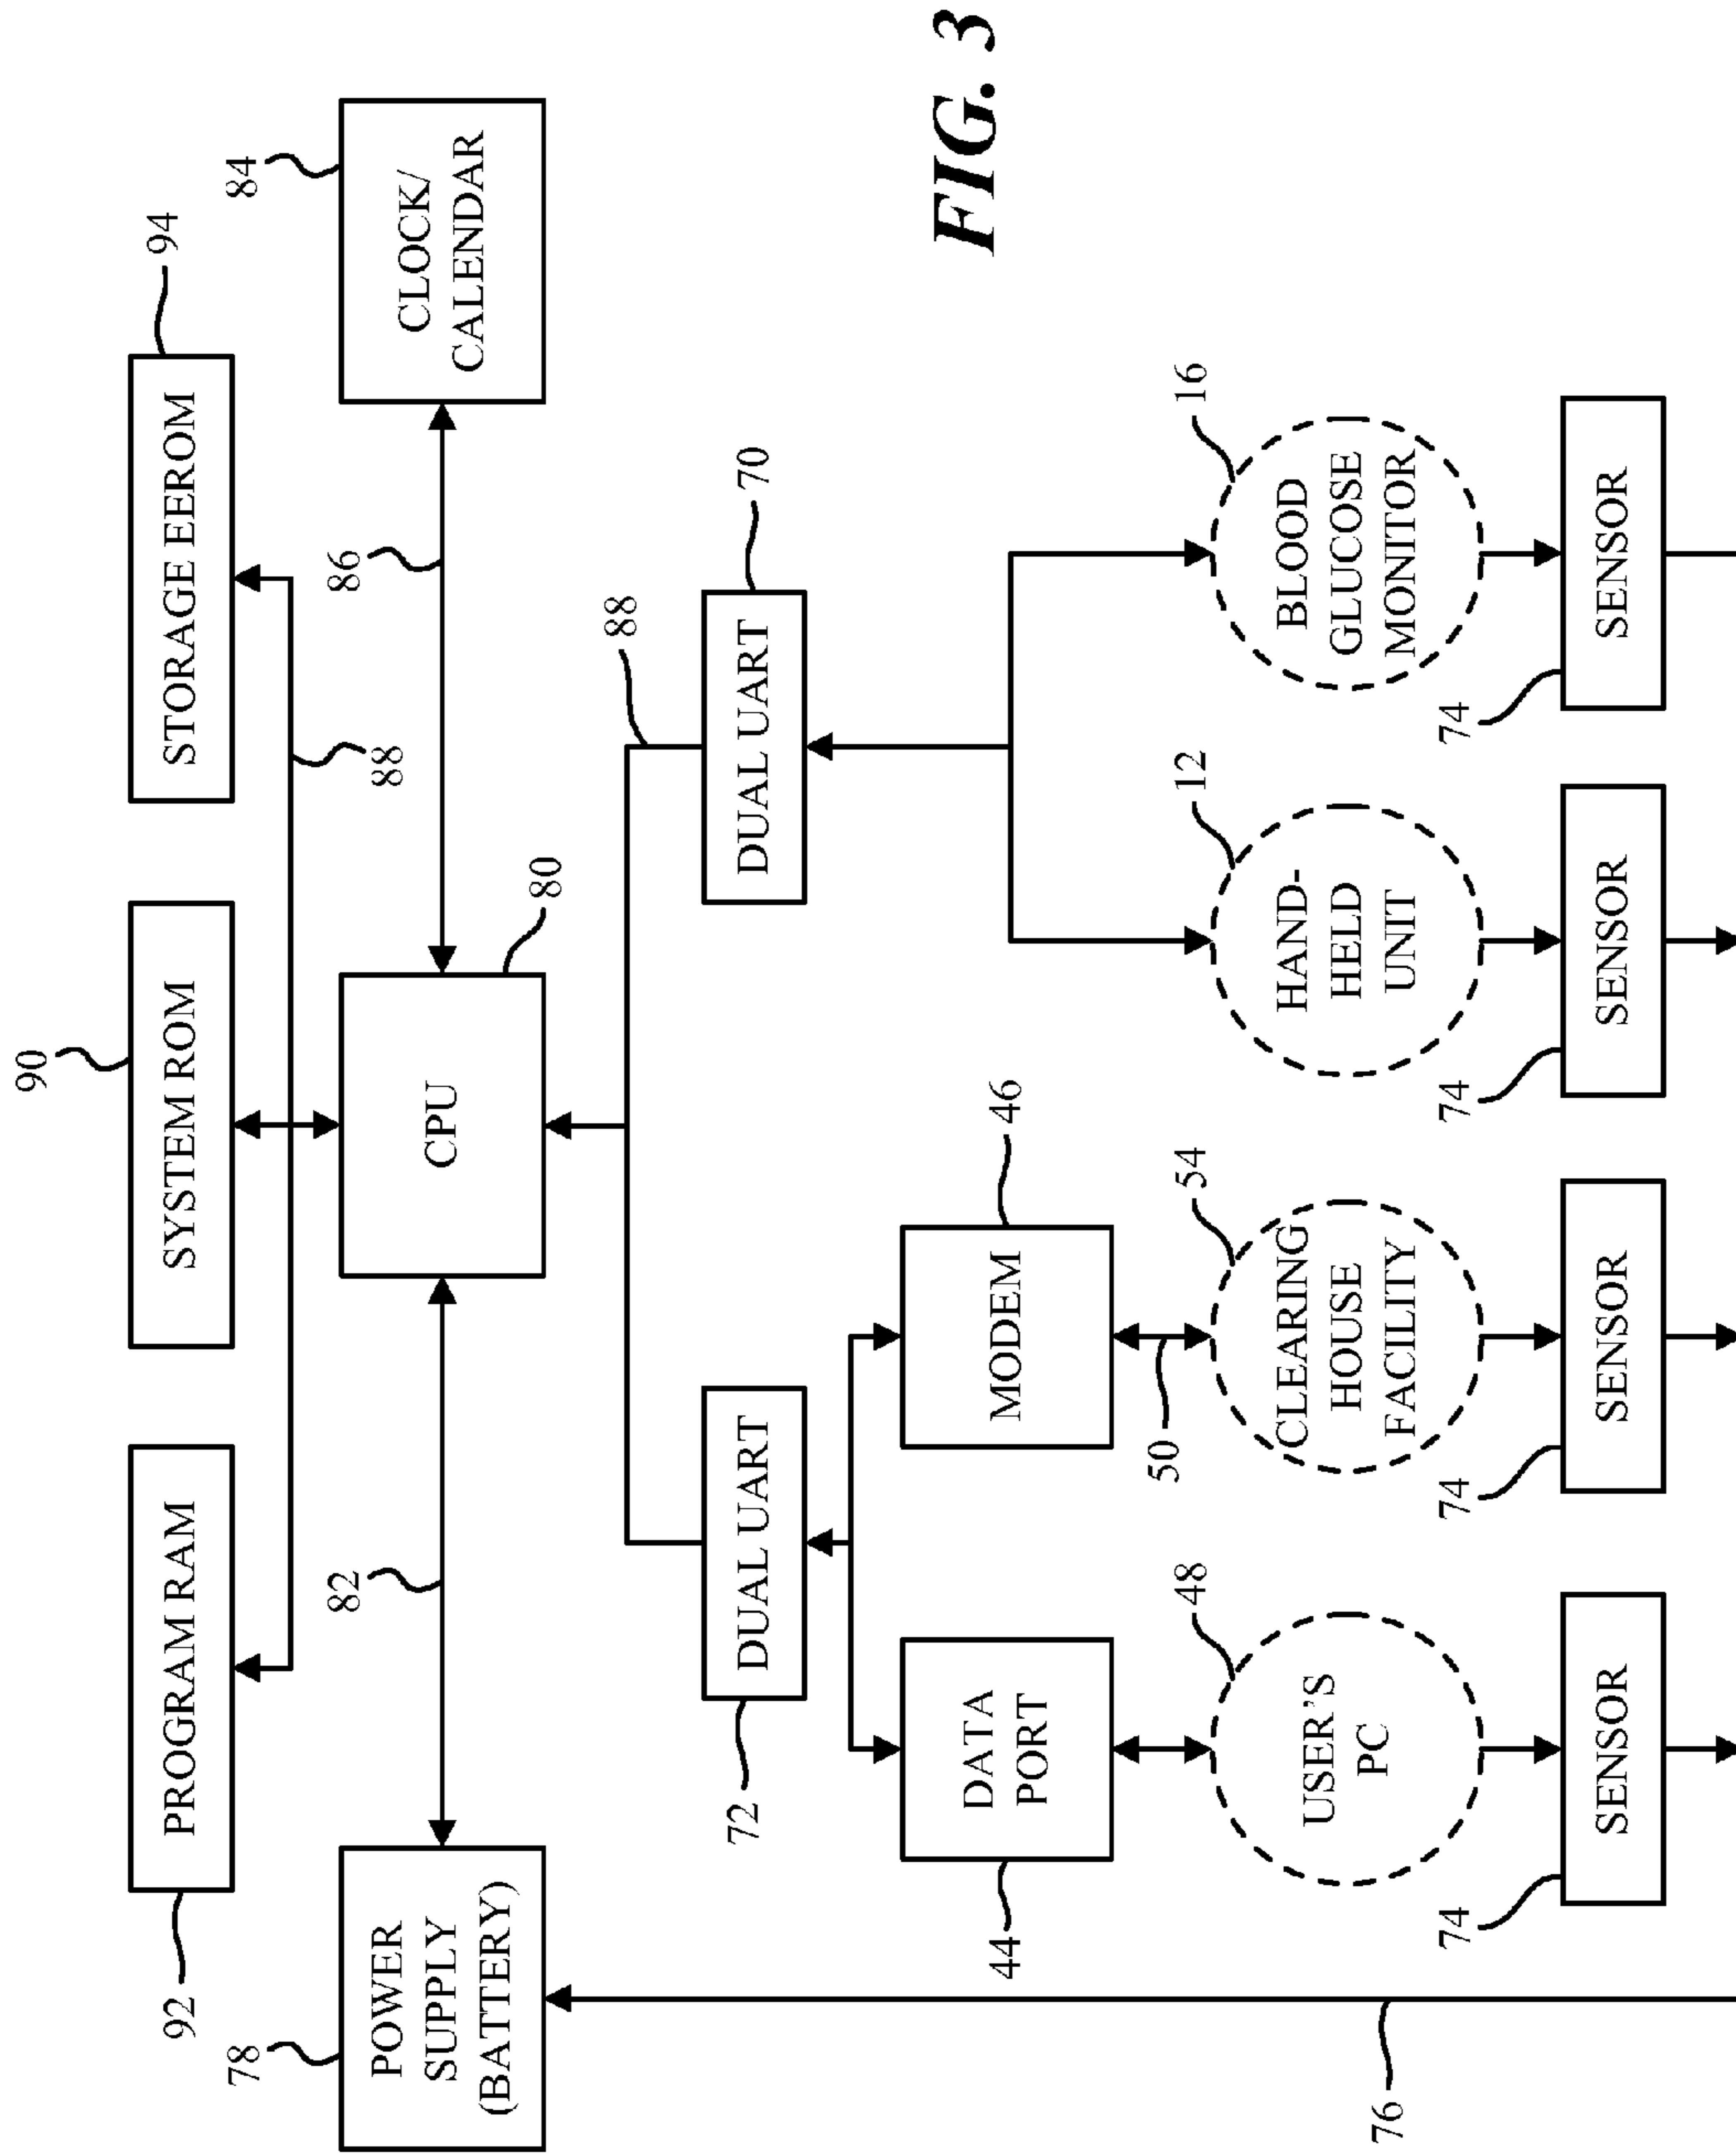 90
94
92
PROGRAM RAM
SYSTEM ROM
STORAGE EEROM
78
82
88
86
84
POWER
SUPPLY
(BATTERY)
CPU
CLOCK/
CALENDAR
80
88
72
DUAL UART
DUAL UART
70
44
DATA
PORT
MODEM
46
FIG. 3
50
48
54
12
16
USER'S
PC
CLEARING
HOUSE
FACILITY
HAND-
HELD
UNIT
BLOOD
GLUCOSE
MONITOR
76
74
74
74
74
SENSOR
SENSOR
SENSOR
SENSOR